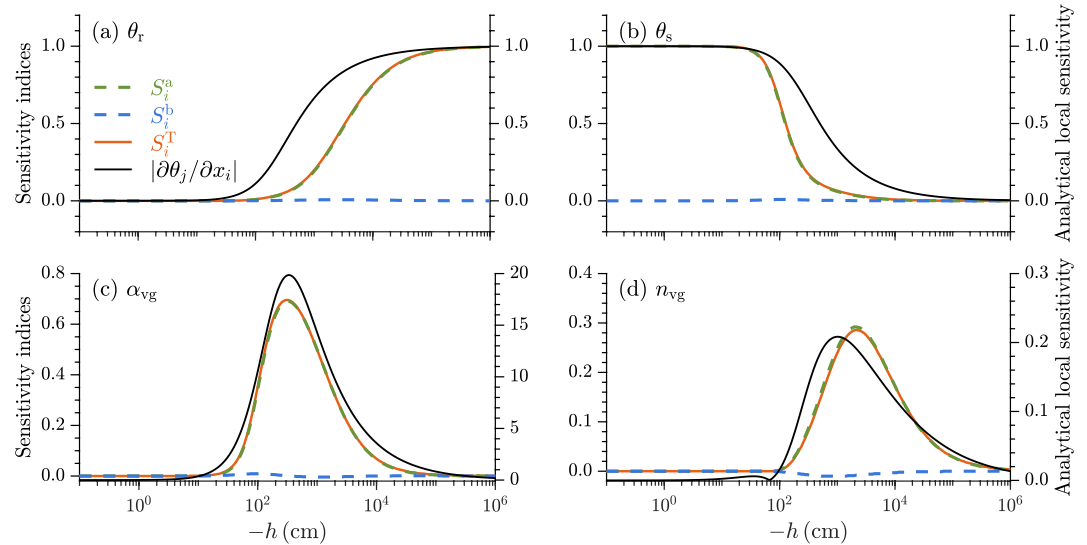 (a) θr
(b) θs
Sensitivity indices
1.0
0.5
0.0
1.0
0.5
0.0
S_i^a
S_i^b
S_i^T
|∂θj/∂xi|
1.0
0.5
0.0
1.0
0.5
0.0
Analytical local sensitivity
(c) αvg
(d) nvg
Sensitivity indices
0.8
0.6
0.4
0.2
0.0
20
15
10
5
0
0.4
0.3
0.2
0.1
0.0
0.3
0.2
0.1
0.0
Analytical local sensitivity
10^0
10^2
10^4
10^6
10^0
10^2
10^4
10^6
−h (cm)
−h (cm)